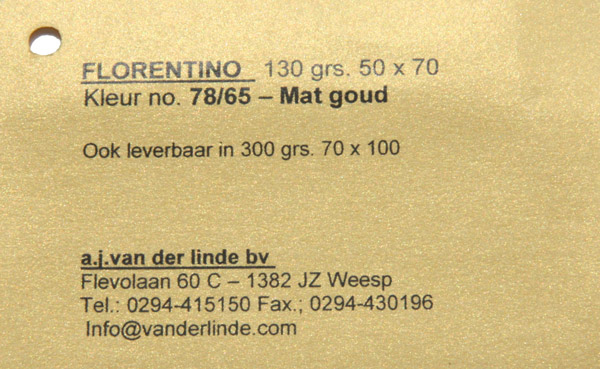 FLORENTINO 130 grs. 50 x 70
Kleur no. 78/65 – Mat goud
Ook leverbaar in 300 grs. 70 x 100
a.j.van der linde bv
Flevolaan 60 C – 1382 JZ Weesp
Tel.: 0294-415150 Fax.; 0294-430196
Info@vanderlinde.com